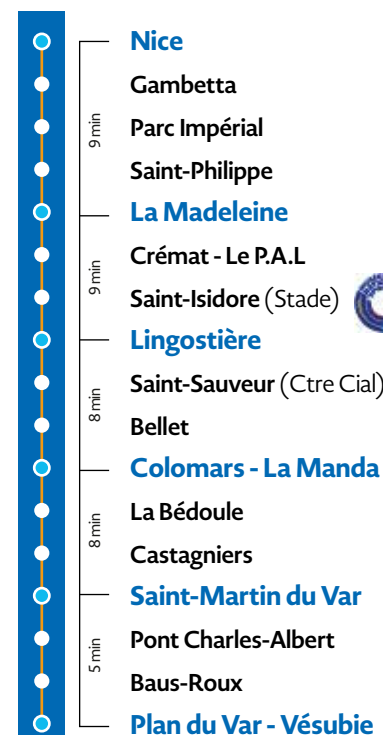 Nice
Gambetta
9 min
Parc Impérial
Saint-Philippe
La Madeleine
Crémat - Le P.A.L
9 min
Saint-Isidore (Stade)
Lingostière
Saint-Sauveur (Ctre Cial)
8 min
Bellet
Colomars - La Manda
La Bédoule
8 min
Castagniers
Saint-Martin du Var
Pont Charles-Albert
5 min
Baus-Roux
Plan du Var - Vésubie